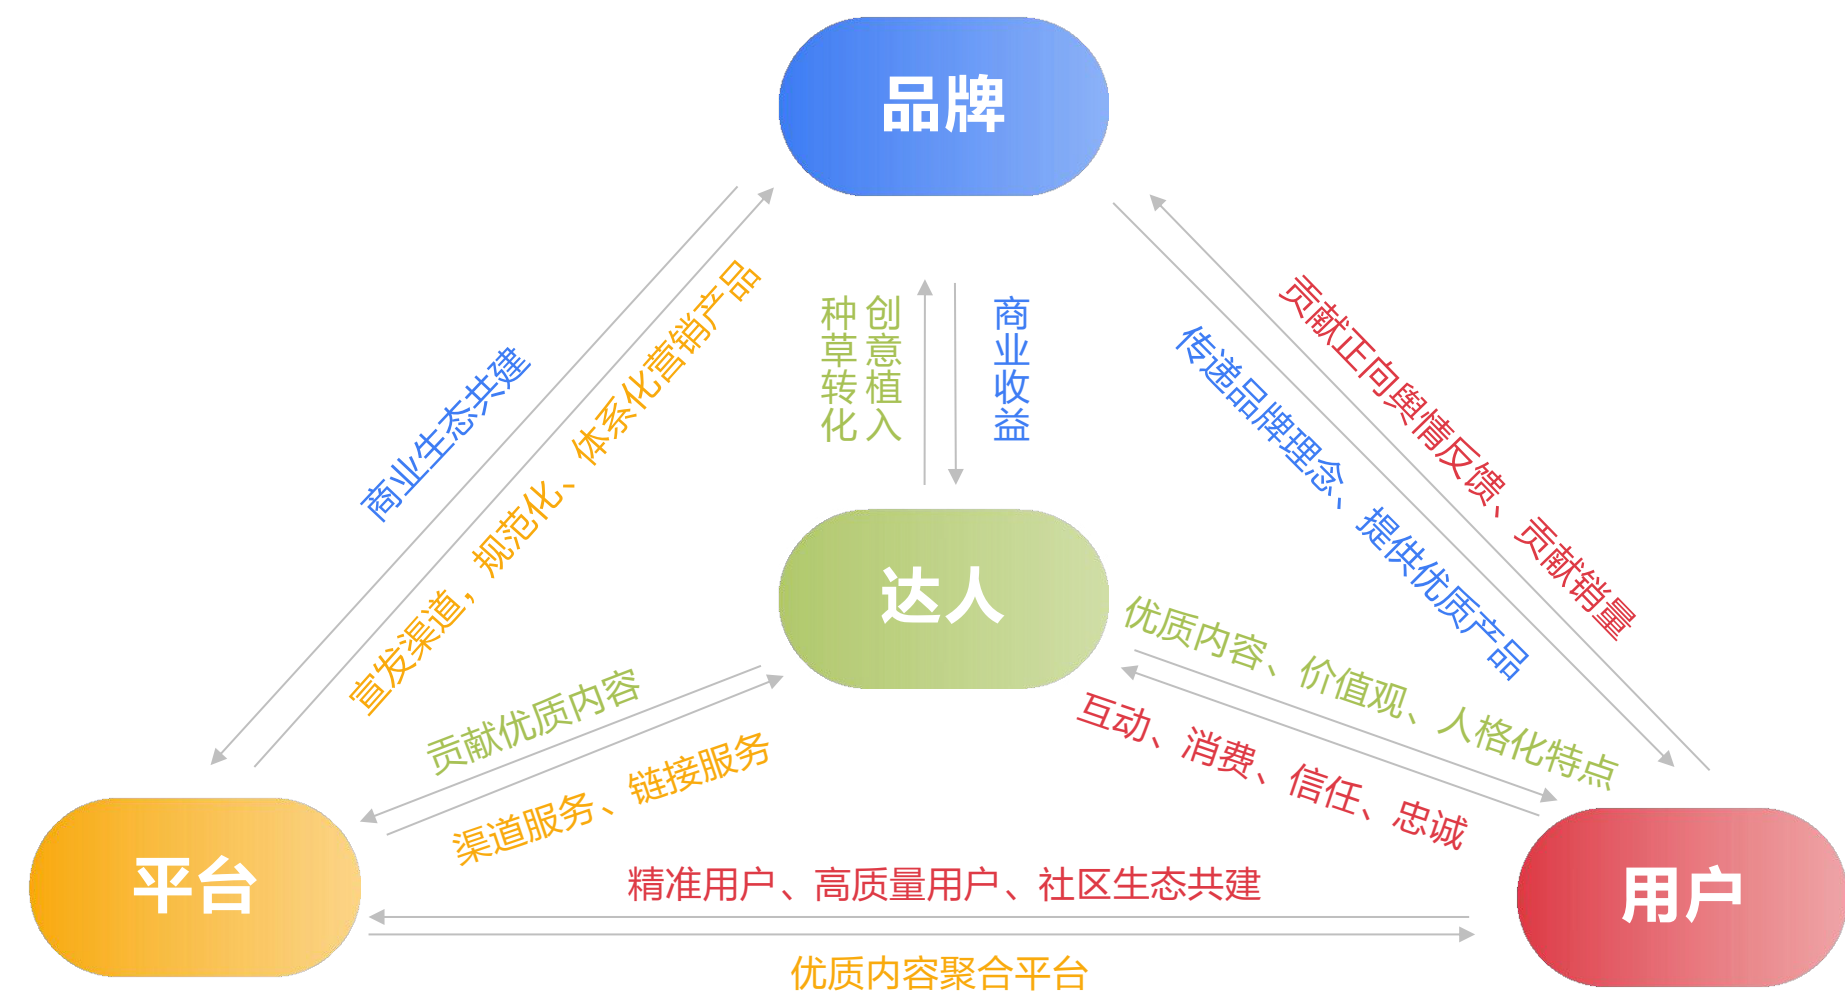 品牌
商业生态共建
宣发渠道，规范化、体系化营销产品
创意植入
种草转化
商业收益
贡献正向舆情反馈、贡献销量
传递品牌理念、提供优质产品
达人
优质内容、价值观、人格化特点
互动、消费、信任、忠诚
贡献优质内容
渠道服务、链接服务
平台
用户
精准用户、高质量用户、社区生态共建
优质内容聚合平台